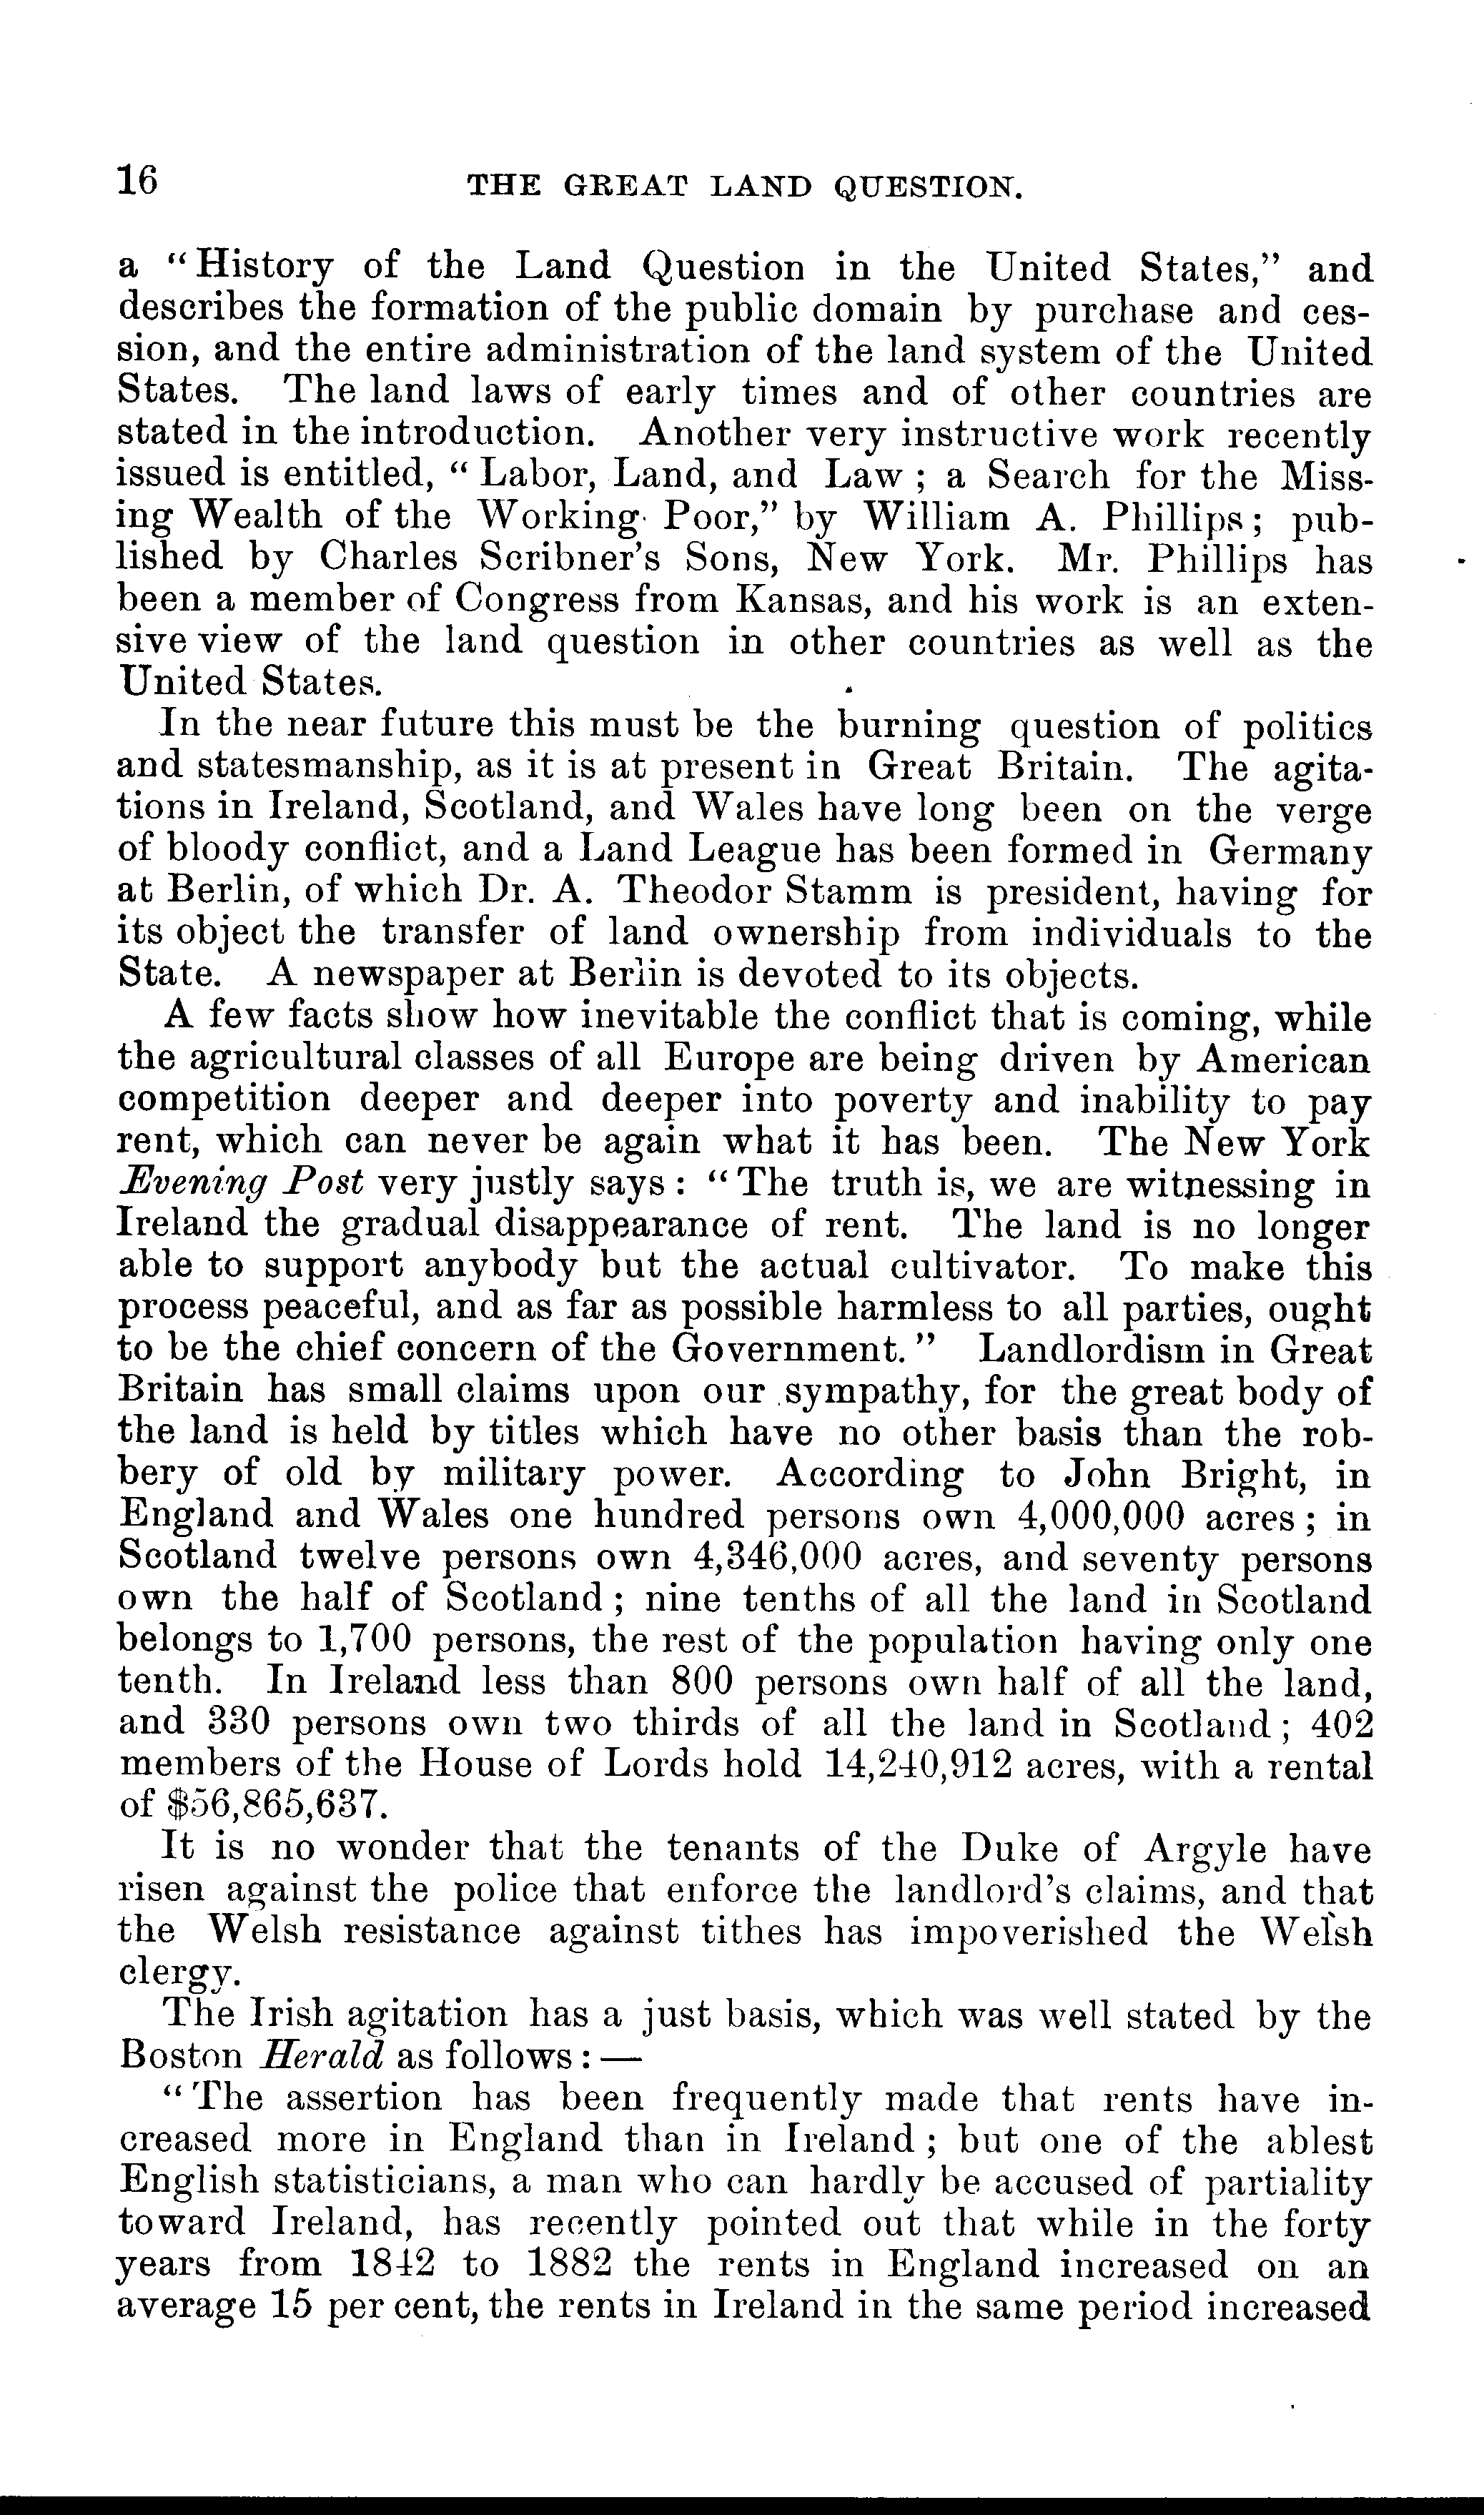 16 THE GREAT LAND QUESTION.
a “History of the Land Question in the United States,” and
describes the formation of the public domain by purchase and ces-
sion, and the entire administration of the land system of the United
States. The land laws of early times and of other countries are
stated in the introduction. Another very instructive work recently
issued is entitled, “Labor, Land, and Law ; a Search for the Miss-
ing Wealth of the Working Poor,” by William A. Phillips ; pub-
lished by Charles Scribner’s Sons, New York. Mr. Phillips has
been a member of Congress from Kansas, and his work is an exten-
sive view of the land question in other countries as well as the
United States.
In the near future this must be the burning question of politics
and statesmanship, as it is at present in Great Britain. The agita-
tions in Ireland, Scotland, and Wales have long been on the verge
of bloody conflict, and a Land League has been formed in Germany
at Berlin, of which Dr. A. Theodor Stamm is president, having for
its object the transfer of land ownership from individuals to the
State. A newspaper at Berlin is devoted to its objects.
A few facts show how inevitable the conflict that is coming, while
the agricultural classes of all Europe are being driven by American
competition deeper and deeper into poverty and inability to pay
rent, which can never be again what it has been. The New York
Evening Post very justly says : “The truth is, we are witnessing in
Ireland the gradual disappearance of rent. The land is no longer
able to support anybody but the actual cultivator. To make this
process peaceful, and as far as possible harmless to all parties, ought
to be the chief concern of the Government.” Landlordism in Great
Britain has small claims upon our sympathy, for the great body of
the land is held by titles which have no other basis than the rob-
bery of old by military power. According to John Bright, in
England and Wales one hundred persons own 4,000,000 acres ; in
Scotland twelve persons own 4,346,000 acres, and seventy persons
own the half of Scotland ; nine tenths of all the land in Scotland
belongs to 1,700 persons, the rest of the population having only one
tenth. In Ireland less than 800 persons own half of all the land,
and 330 persons own two thirds of all the land in Scotland ; 402
members of the House of Lords hold 14,240,912 acres, with a rental
of $56,865,637.
It is no wonder that the tenants of the Duke of Argyle have
risen against the police that enforce the landlord’s claims, and that
the Welsh resistance against tithes has impoverished the Welsh
clergy.
The Irish agitation has a just basis, which was well stated by the
Boston Herald as follows : —
“The assertion has been frequently made that rents have in-
creased more in England than in Ireland ; but one of the ablest
English statisticians, a man who can hardly be accused of partiality
toward Ireland, has recently pointed out that while in the forty
years from 1842 to 1882 the rents in England increased on an
average 15 per cent, the rents in Ireland in the same period increased